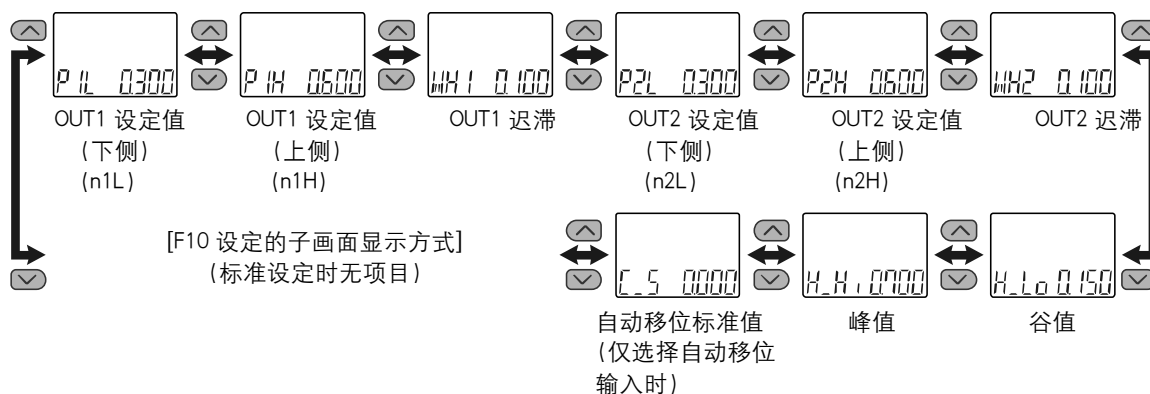 P1L 0.300
P1H 0.600
WH1 0.100
P2L 0.300
P2H 0.600
WH2 0.100
OUT1 设定值
(下侧)
(n1L)
OUT1 设定值
(上侧)
(n1H)
OUT1 迟滞
OUT2 设定值
(下侧)
(n2L)
OUT2 设定值
(上侧)
(n2H)
OUT2 迟滞
[F10 设定的子画面显示方式]
(标准设定时无项目)
C_S 0.000
H_Hi 0.700
H_Lo 0.150
自动移位标准值
(仅选择自动移位
输入时)
峰值
谷值